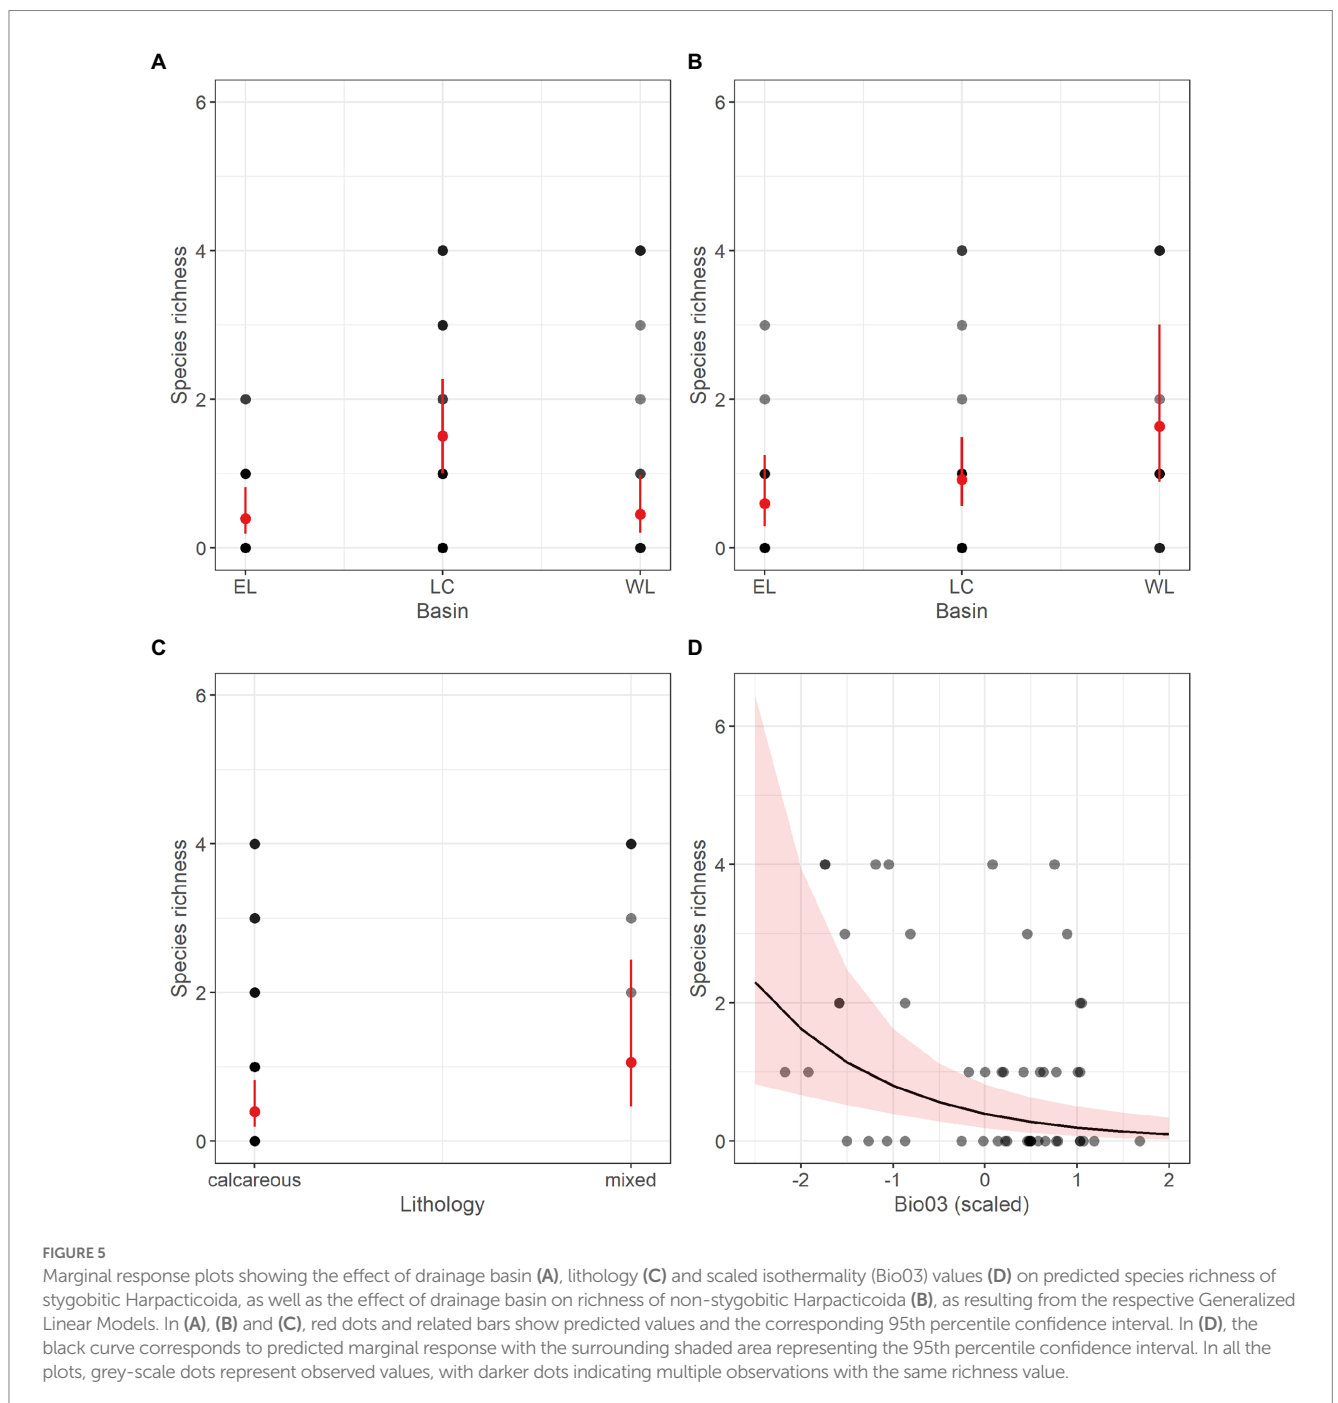 A
B
6
4
2
0
Species richness
EL
LC
WL
Basin
6
4
2
0
Species richness
EL
LC
WL
Basin
C
D
6
4
2
0
Species richness
calcareous
mixed
Lithology
6
4
2
0
Species richness
-2
-1
0
1
2
Bio03 (scaled)
FIGURE 5
Marginal response plots showing the effect of drainage basin (A), lithology (C) and scaled isothermality (Bio03) values (D) on predicted species richness of
stygobitic Harpacticoida, as well as the effect of drainage basin on richness of non-stygobitic Harpacticoida (B), as resulting from the respective Generalized
Linear Models. In (A), (B) and (C), red dots and related bars show predicted values and the corresponding 95th percentile confidence interval. In (D), the
black curve corresponds to predicted marginal response with the surrounding shaded area representing the 95th percentile confidence interval. In all the
plots, grey-scale dots represent observed values, with darker dots indicating multiple observations with the same richness value.